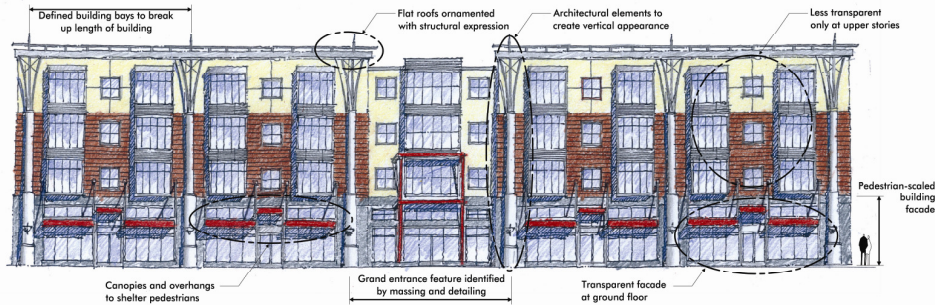 Defined building bays to break
up length of building
Flat roofs ornamented
with structural expression
Architectural elements to
create vertical appearance
Less transparent
only at upper stories
Pedestrian-scaled
building
facade
Canopies and overhangs
to shelter pedestrians
Grand entrance feature identified
by massing and detailing
Transparent facade
at ground floor